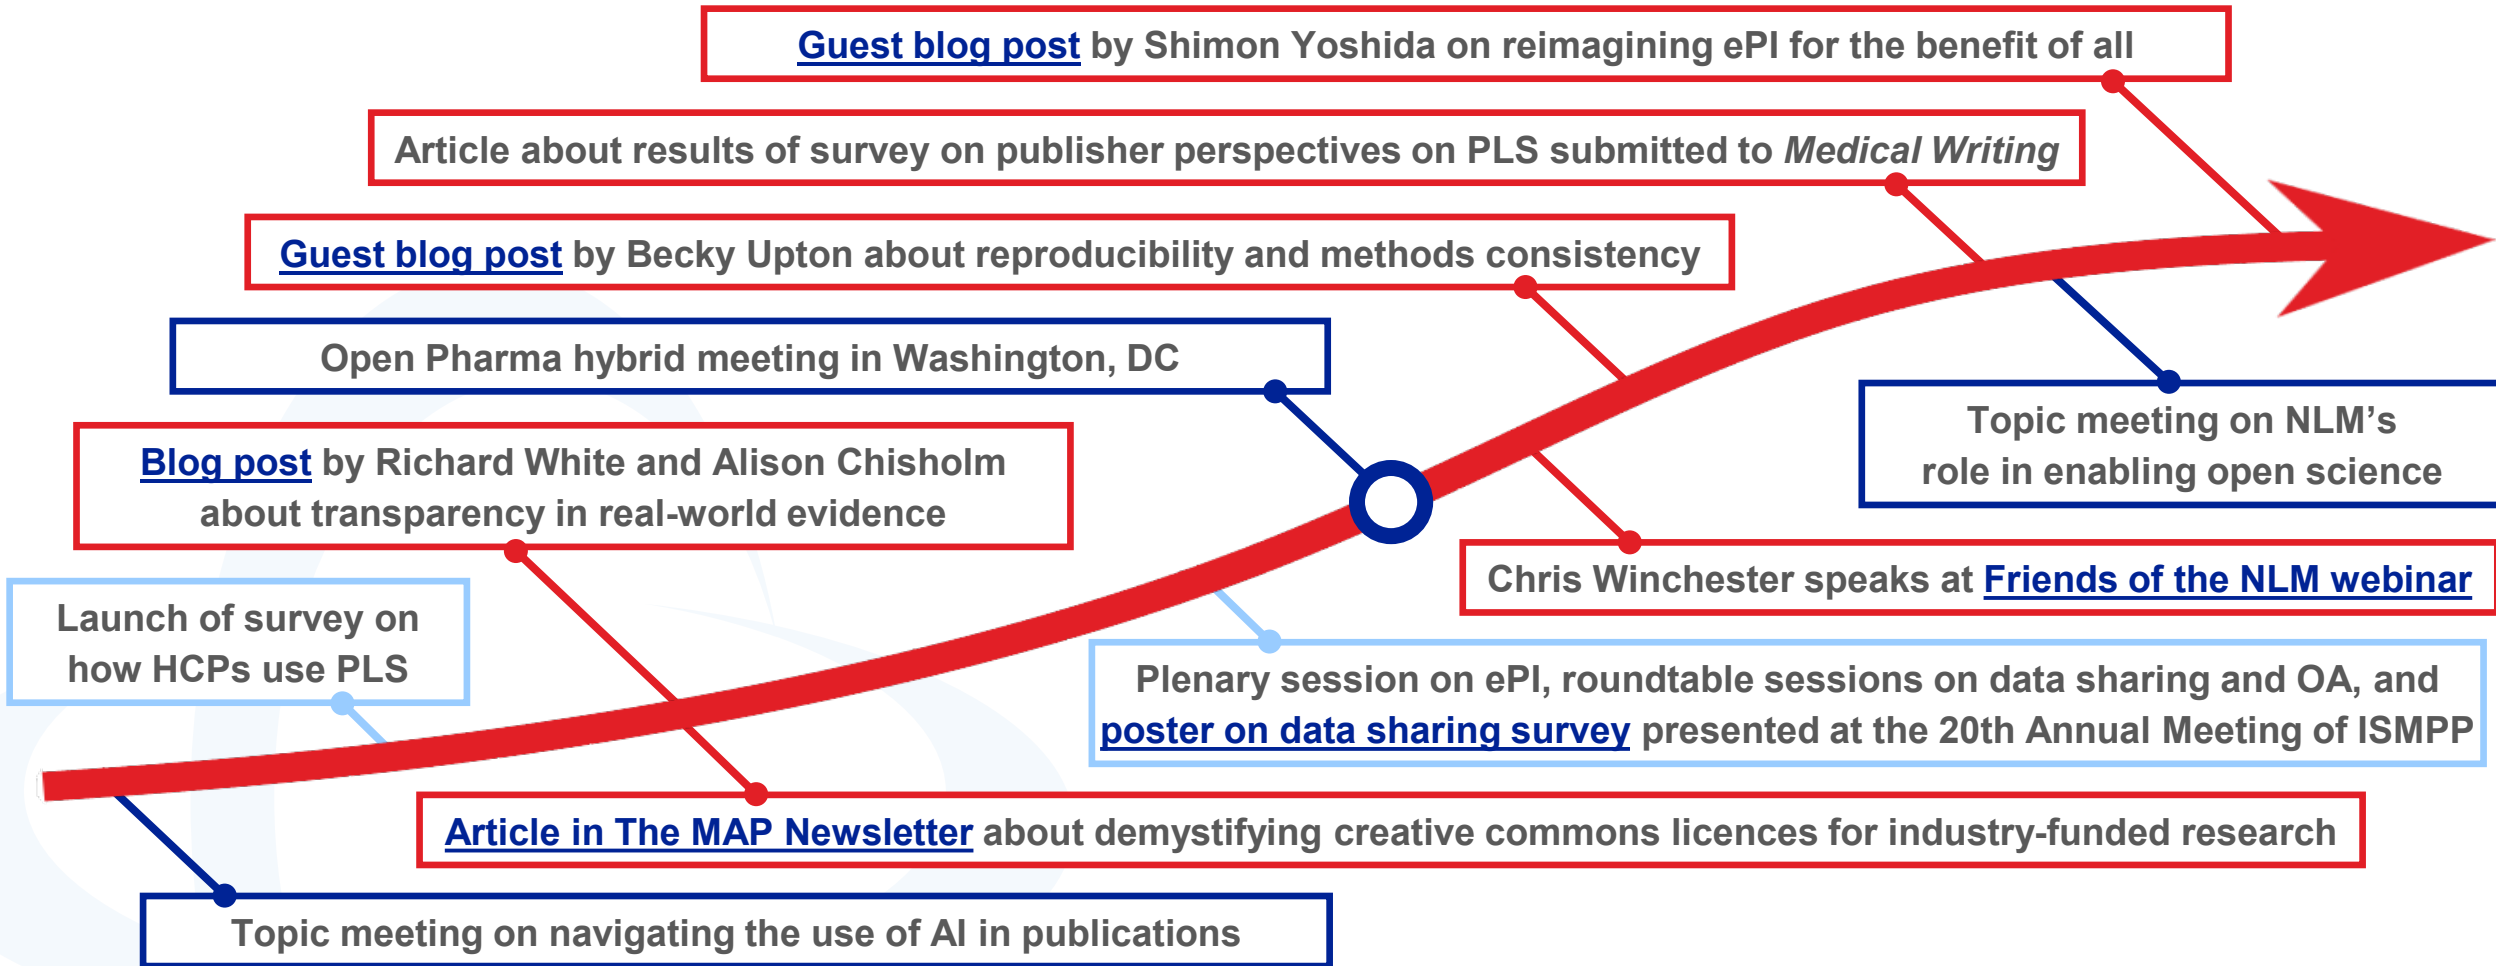 Guest blog post by Shimon Yoshida on reimagining ePI for the benefit of all
Article about results of survey on publisher perspectives on PLS submitted to Medical Writing
Guest blog post by Becky Upton about reproducibility and methods consistency
Open Pharma hybrid meeting in Washington, DC
Topic meeting on NLM’s
role in enabling open science
Blog post by Richard White and Alison Chisholm
about transparency in real-world evidence
Chris Winchester speaks at Friends of the NLM webinar
Launch of survey on
how HCPs use PLS
Plenary session on ePI, roundtable sessions on data sharing and OA, and
poster on data sharing survey presented at the 20th Annual Meeting of ISMPP
Article in The MAP Newsletter about demystifying creative commons licences for industry-funded research
Topic meeting on navigating the use of AI in publications